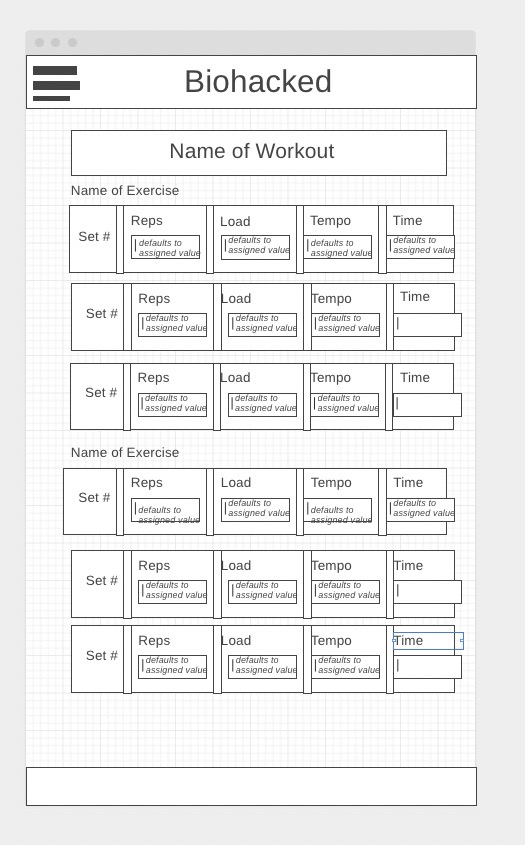 Biohacked
Name of Workout
Name of Exercise
Set # Reps Load Tempo Time
defaults to defaults to defaults to defaults to
assigned value assigned value assigned value assigned value
Set # Reps Load Tempo Time
defaults to defaults to defaults to
assigned value assigned value assigned value
Set # Reps Load Tempo Time
defaults to defaults to defaults to
assigned value assigned value assigned value
Name of Exercise
Set # Reps Load Tempo Time
defaults to defaults to defaults to defaults to
assigned value assigned value assigned value assigned value
Set # Reps Load Tempo Time
defaults to defaults to defaults to
assigned value assigned value assigned value
Set # Reps Load Tempo Time
defaults to defaults to defaults to
assigned value assigned value assigned value